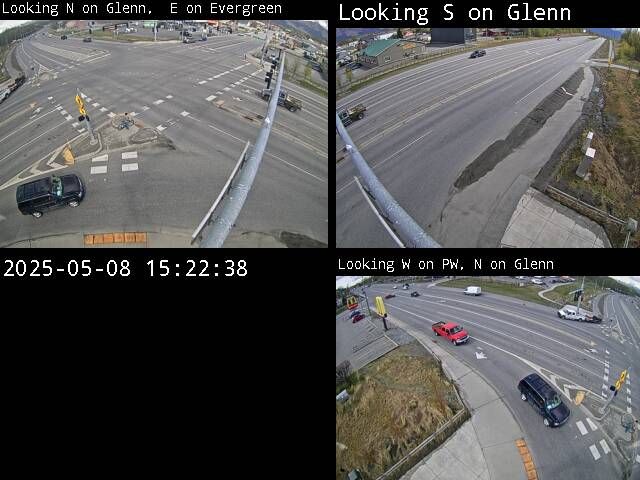 Looking N on Glenn,  E on Evergreen
Looking S on Glenn
2025-05-08 15:22:38
Looking W on PW, N on Glenn